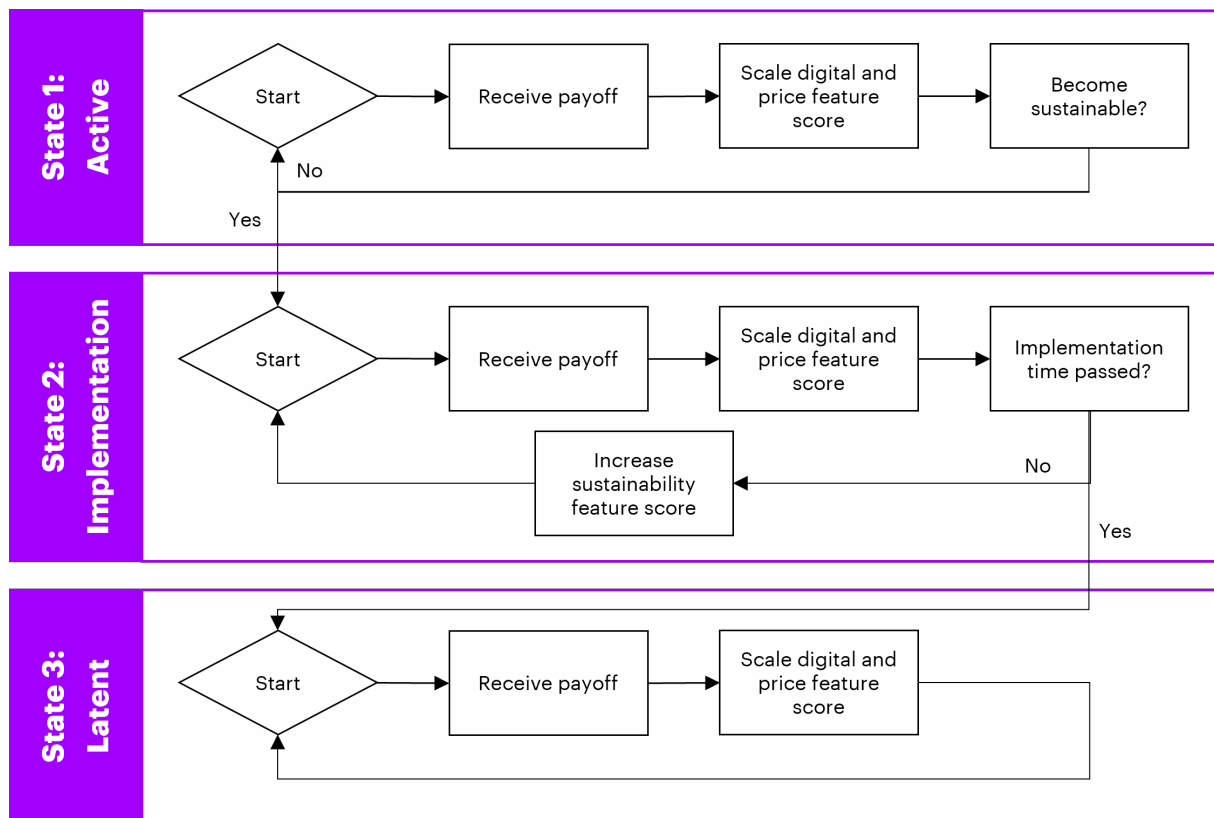 State 1:
Active
Start
Receive payoff
Scale digital and
price feature
score
Become
sustainable?
No
Yes
State 2:
Implementation
Start
Receive payoff
Scale digital and
price feature
score
Implementation
time passed?
Increase
sustainability
feature score
No
Yes
State 3:
Latent
Start
Receive payoff
Scale digital and
price feature
score